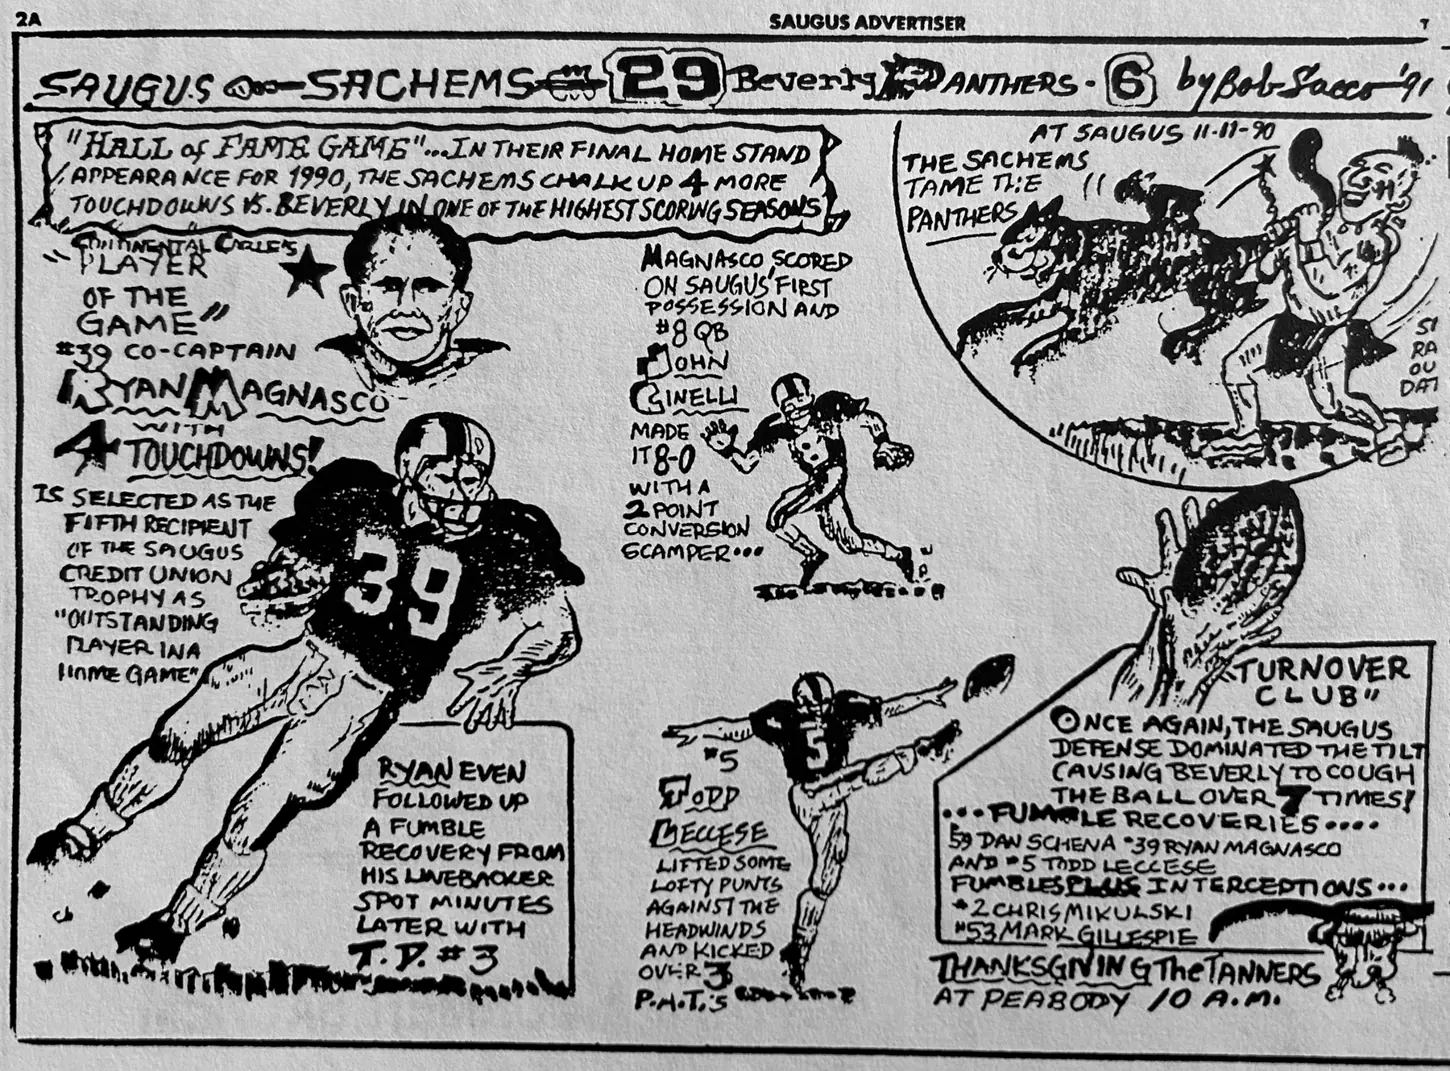 2A
SAUGUS ADVERTISER
SAUGUS SACHEMS 29 Beverly PANTHERS - 6 by Bob Sacco '91
"HALL of FAME GAME"...IN THEIR FINAL HOME STAND
APPEARANCE FOR 1990, THE SACHEMS CHALK UP 4 MORE
TOUCHDOWNS VS. BEVERLY IN ONE OF THE HIGHEST SCORING SEASONS
CONTINENTAL CABLE'S
"PLAYER
OF THE
GAME"
#39 CO-CAPTAIN
RYAN MAGNASCO
WITH
4 TOUCHDOWNS!
IS SELECTED AS THE
FIFTH RECIPIENT
OF THE SAUGUS
CREDIT UNION
TROPHY AS
"OUTSTANDING
PLAYER IN A
HOME GAME"
39
RYAN EVEN
FOLLOWED UP
A FUMBLE
RECOVERY FROM
HIS LINEBACKER
SPOT MINUTES
LATER WITH
T.D. #3
MAGNASCO SCORED
ON SAUGUS' FIRST
POSSESSION AND
#8 QB
JOHN
GINELLI
MADE
IT 8-0
WITH A
2 POINT
CONVERSION
SCAMPER...
#5
TODD
LECCESE
LIFTED SOME
LOFTY PUNTS
AGAINST THE
HEADWINDS
AND KICKED
OVER 3
P.A.T.'S
5
AT SAUGUS 11-11-90
THE SACHEMS
TAME THE
PANTHERS
RA
OU
DAT
"TURNOVER
CLUB"
ONCE AGAIN, THE SAUGUS
DEFENSE DOMINATED THE TILT
CAUSING BEVERLY TO COUGH
THE BALL OVER 7 TIMES!
...FUMBLE RECOVERIES....
59 DAN SCHENA #39 RYAN MAGNASCO
AND #5 TODD LECCESE
FUMBLES PLUS INTERCEPTIONS...
#2 CHRIS MIKULSKI
#53 MARK GILLESPIE
THANKSGIVING The TANNERS
AT PEABODY 10 A.M.